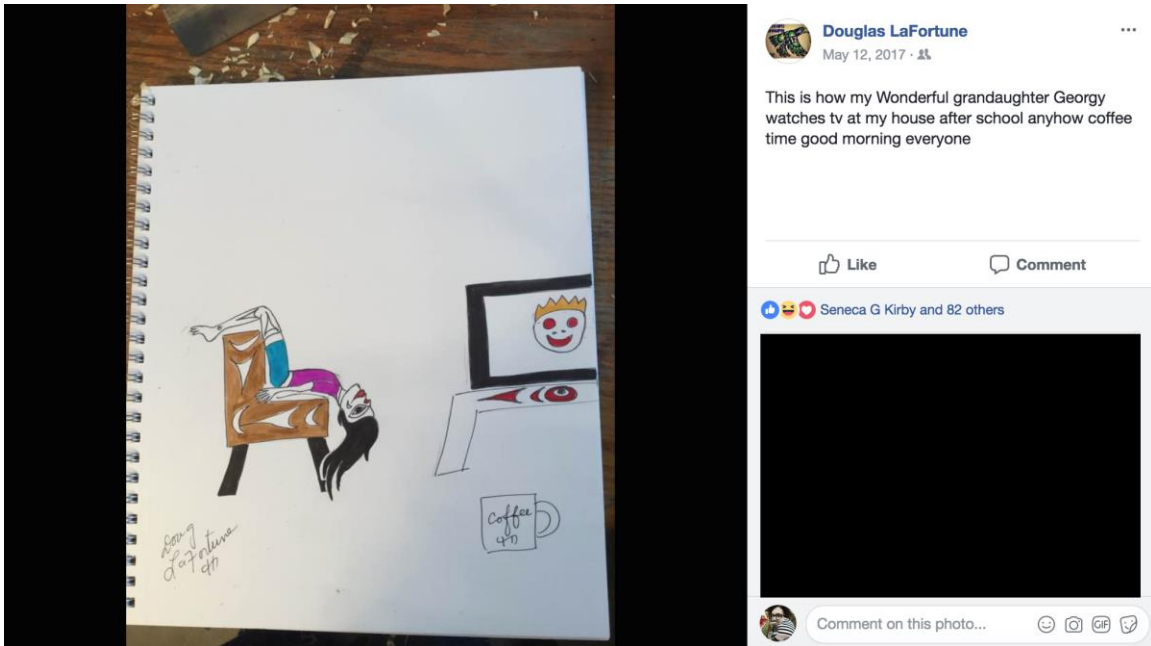 Coffee
Doug
LaFortune
Douglas LaFortune
May 12, 2017 ·
This is how my Wonderful grandaughter Georgy
watches tv at my house after school anyhow coffee
time good morning everyone
Like
Comment
Seneca G Kirby and 82 others
Comment on this photo...
GIF